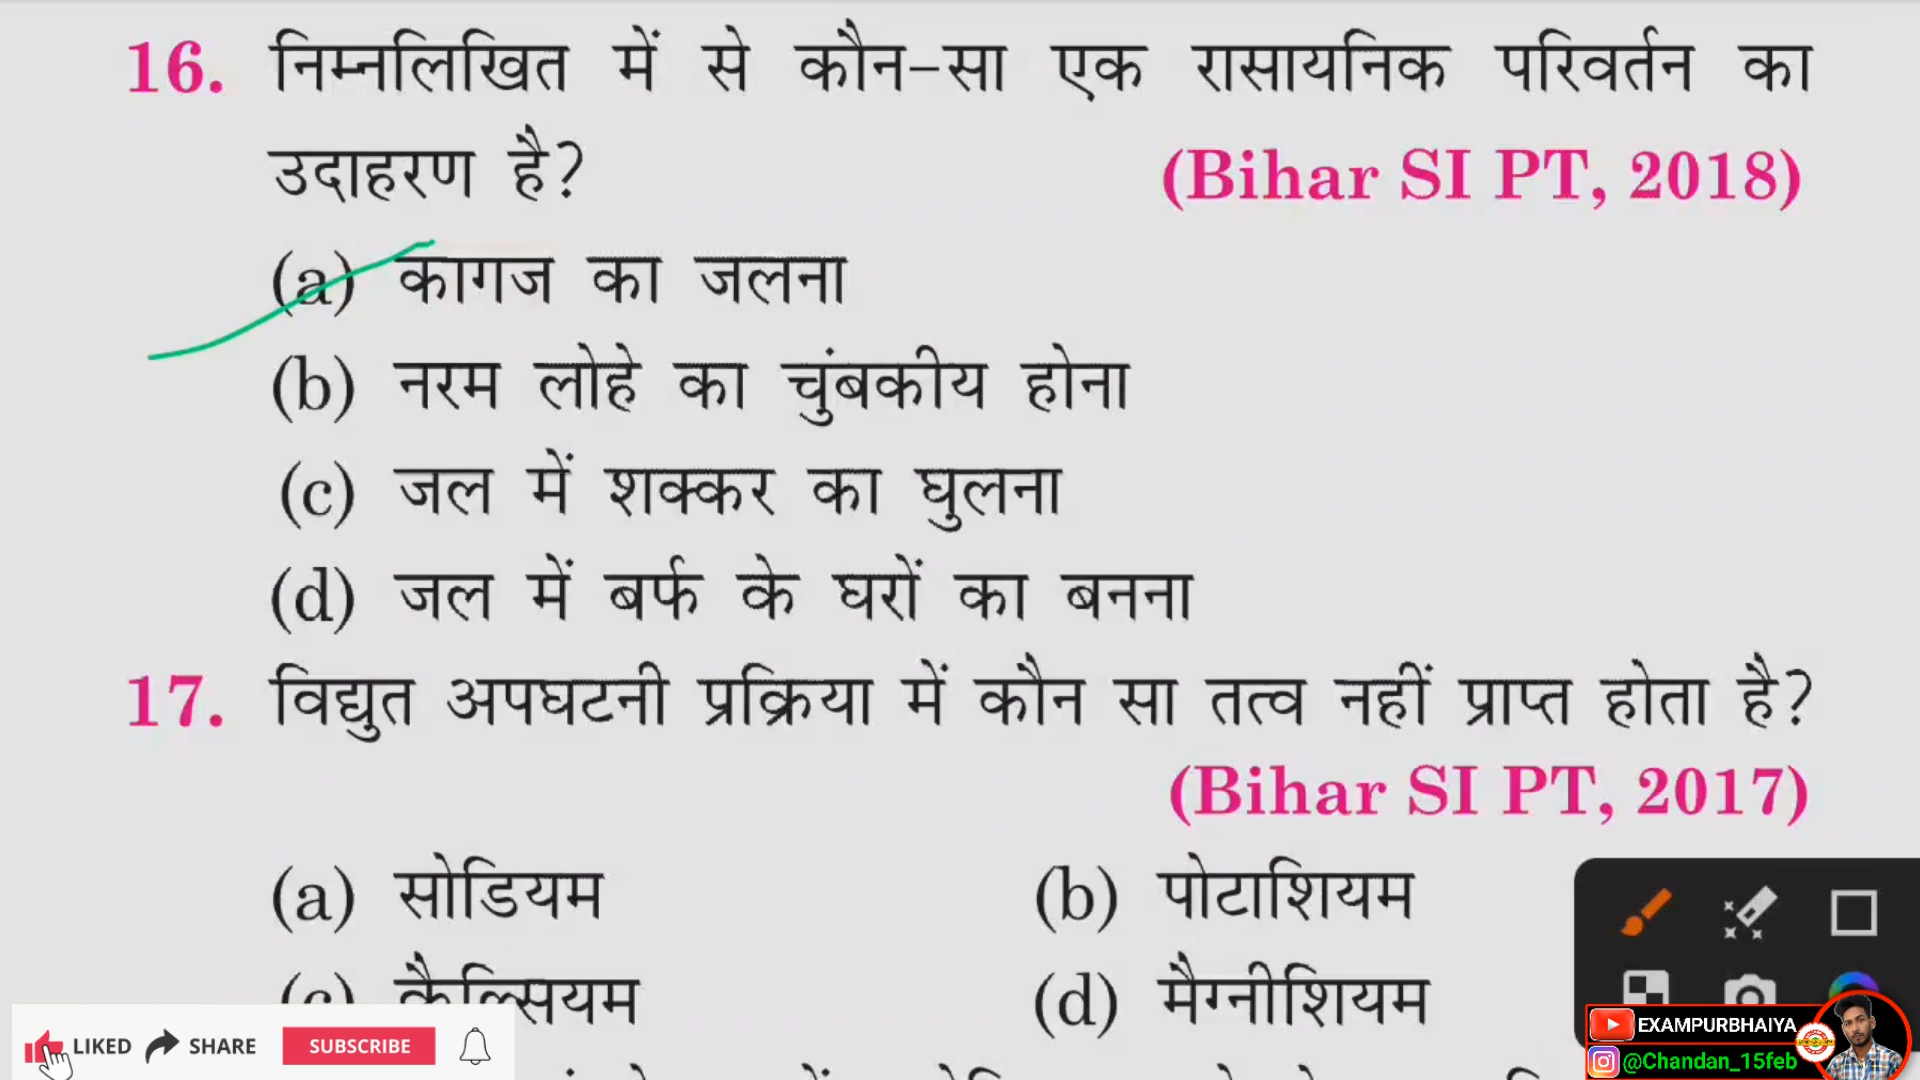 16. निम्नलिखित में से कौन-सा एक रासायनिक परिवर्तन का
उदाहरण है? (Bihar SI PT, 2018)
(a) कागज का जलना
(b) नरम लोहे का चुंबकीय होना
(c) जल में शक्कर का घुलना
(d) जल में बर्फ के घरों का बनना
17. विद्युत अपघटनी प्रक्रिया में कौन सा तत्व नहीं प्राप्त होता है?
(Bihar SI PT, 2017)
(a) सोडियम (b) पोटाशियम
(c) कैल्सियम (d) मैग्नीशियम
LIKED SHARE SUBSCRIBE
EXAMPURBHAIYA
@Chandan_15feb